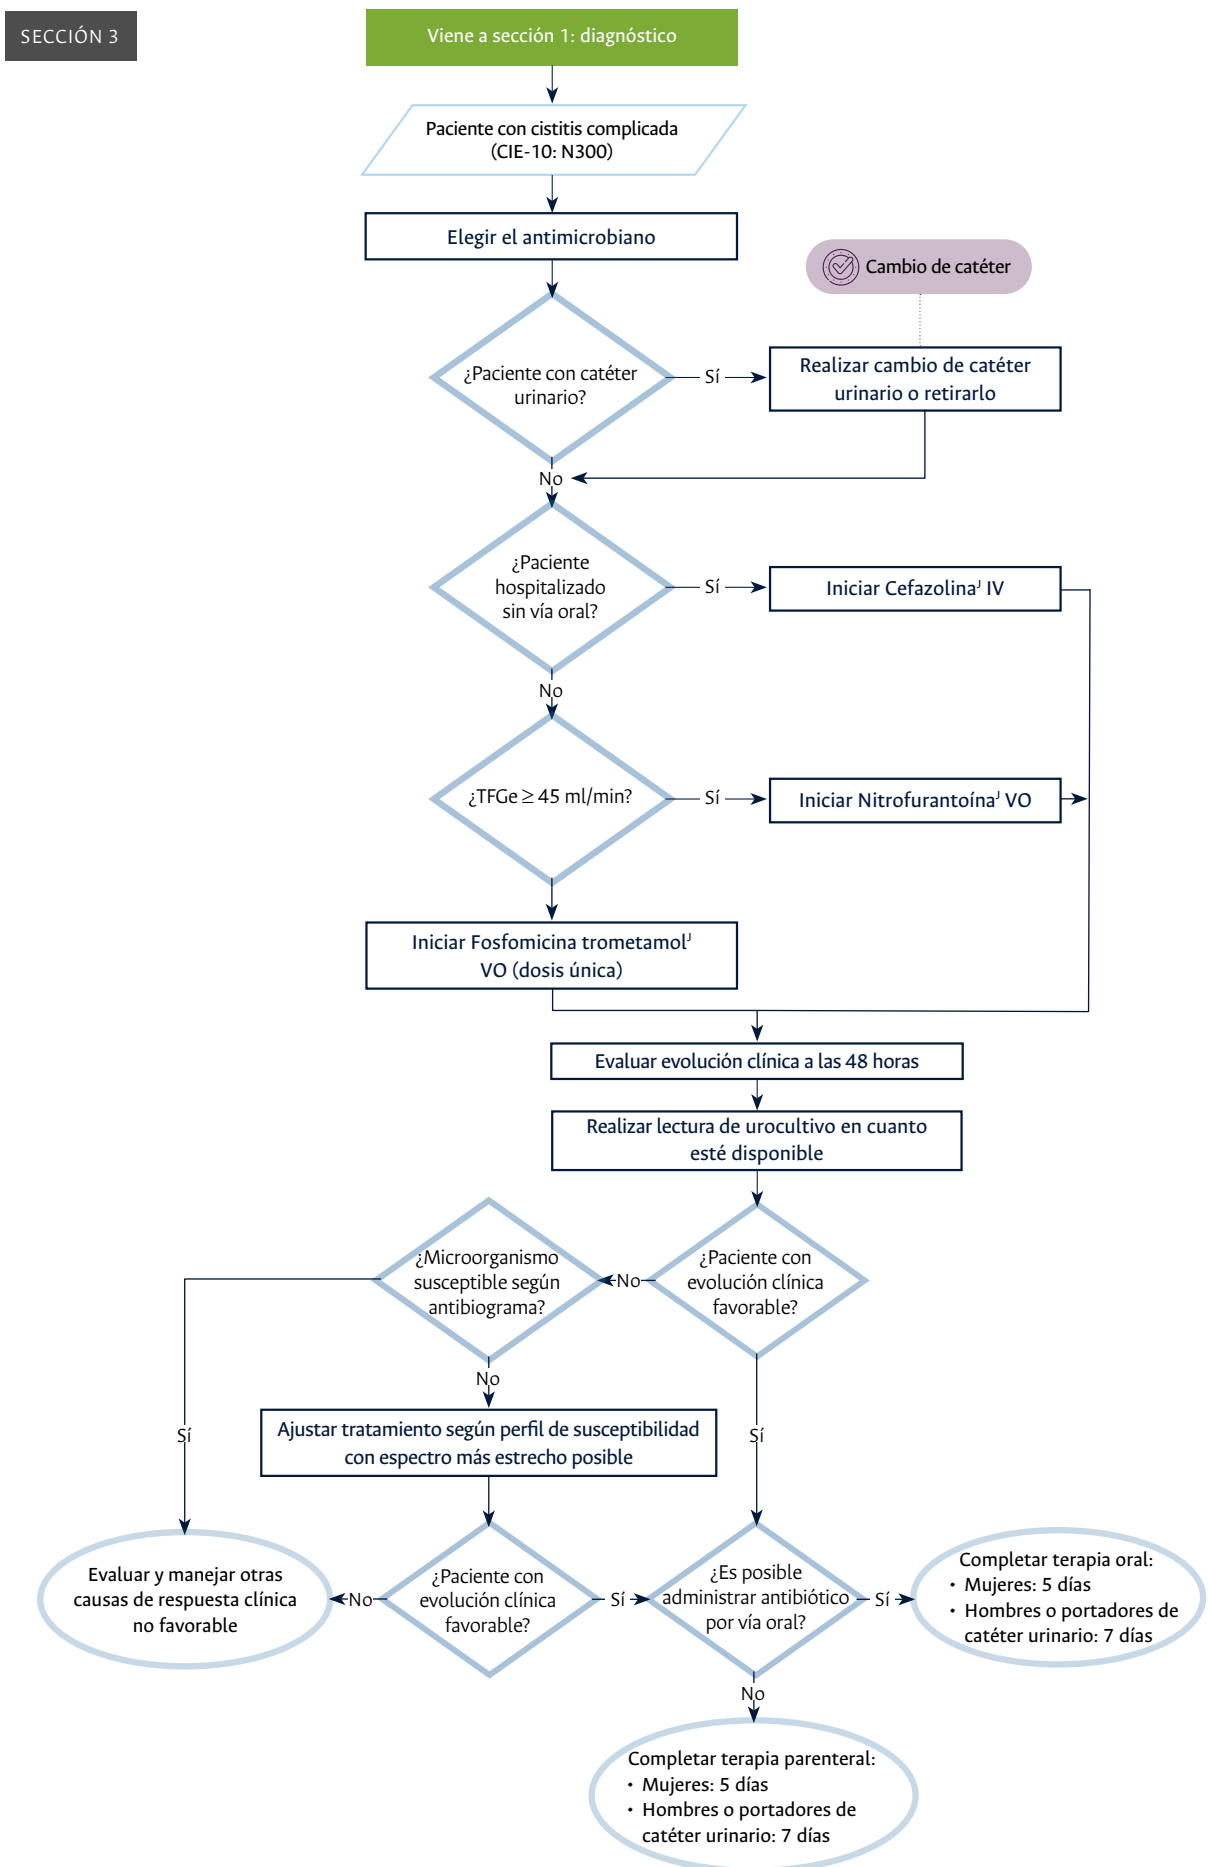 SECCIÓN 3
Viene a sección 1: diagnóstico
Paciente con cistitis complicada
(CIE-10: N300)
Elegir el antimicrobiano
Cambio de catéter
¿Paciente con catéter
urinario?
Sí
Realizar cambio de catéter
urinario o retirarlo
No
¿Paciente
hospitalizado
sin vía oral?
Sí
Iniciar Cefazolinaᴶ IV
No
¿TFGe ≥ 45 ml/min?
Sí
Iniciar Nitrofurantoínaᴶ VO
Iniciar Fosfomicina trometamolᴶ
VO (dosis única)
Evaluar evolución clínica a las 48 horas
Realizar lectura de urocultivo en cuanto
esté disponible
¿Microorganismo
susceptible según
antibiograma?
No
¿Paciente con
evolución clínica
favorable?
No
Sí
Ajustar tratamiento según perfil de susceptibilidad
con espectro más estrecho posible
Sí
Evaluar y manejar otras
causas de respuesta clínica
no favorable
No
¿Paciente con
evolución clínica
favorable?
Sí
¿Es posible
administrar antibiótico
por vía oral?
Sí
Completar terapia oral:
• Mujeres: 5 días
• Hombres o portadores de
catéter urinario: 7 días
No
Completar terapia parenteral:
• Mujeres: 5 días
• Hombres o portadores de
catéter urinario: 7 días